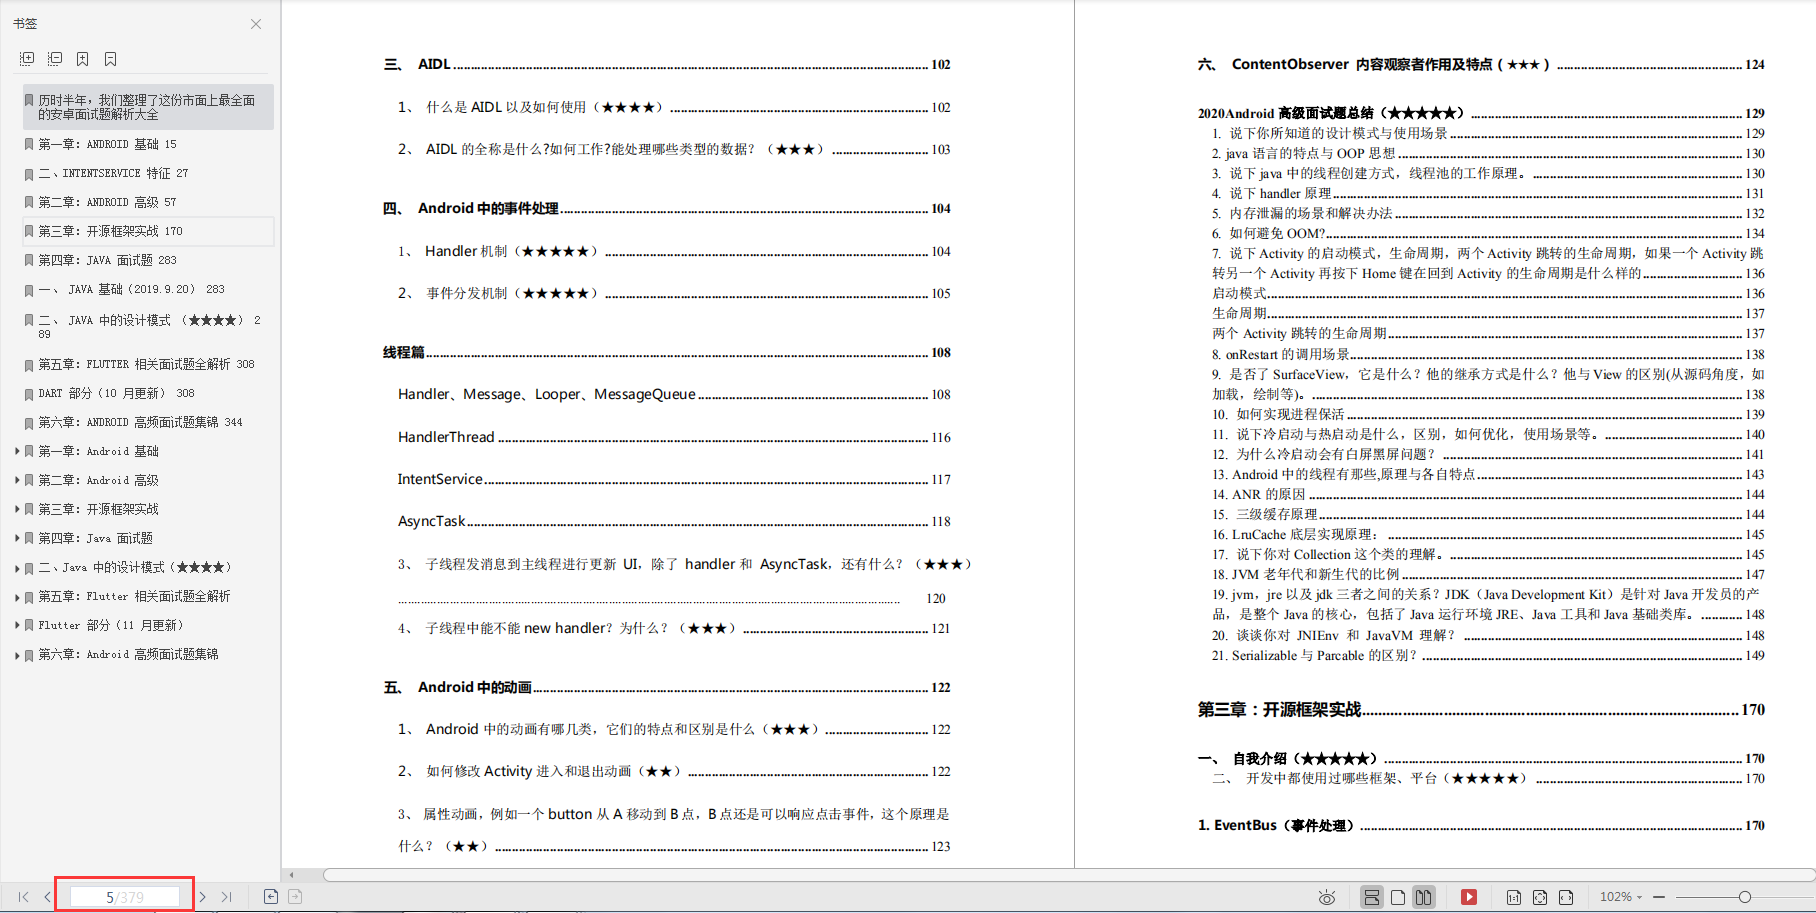 书签
历时半年，我们整理了这份市面上最全面
的安卓面试题解析大全
第一章：ANDROID 基础 15
二、INTENTSERVICE 特征 27
第二章：ANDROID 高级 57
第三章：开源框架实战 170
第四章：JAVA 面试题 283
一、 JAVA 基础（2019.9.20） 283
二、 JAVA 中的设计模式 （★★★★） 2
89
第五章：FLUTTER 相关面试题全解析 308
DART 部分（10 月更新） 308
第六章：ANDROID 高频面试题集锦 344
第一章：Android 基础
第二章：Android 高级
第三章：开源框架实战
第四章：Java 面试题
二、Java 中的设计模式（★★★★）
第五章：Flutter 相关面试题全解析
Flutter 部分（11 月更新）
第六章：Android 高频面试题集锦
三、 AIDL 102
1、 什么是 AIDL 以及如何使用（★★★★） 102
2、 AIDL 的全称是什么?如何工作?能处理哪些类型的数据？（★★★） 103
四、 Android 中的事件处理 104
1、 Handler 机制（★★★★★） 104
2、 事件分发机制（★★★★★） 105
线程篇 108
Handler、Message、Looper、MessageQueue 108
HandlerThread 116
IntentService 117
AsyncTask 118
3、 子线程发消息到主线程进行更新 UI，除了 handler 和 AsyncTask，还有什么？（★★★）
120
4、 子线程中能不能 new handler？为什么？（★★★） 121
五、 Android 中的动画 122
1、 Android 中的动画有哪几类，它们的特点和区别是什么（★★★） 122
2、 如何修改 Activity 进入和退出动画（★★） 122
3、 属性动画，例如一个 button 从 A 移动到 B 点，B 点还是可以响应点击事件，这个原理是
什么？（★★） 123
六、 ContentObserver 内容观察者作用及特点（★★★） 124
2020Android 高级面试题总结（★★★★★） 129
1. 说下你所知道的设计模式与使用场景 129
2. java 语言的特点与 OOP 思想 130
3. 说下 java 中的线程创建方式，线程池的工作原理。 130
4. 说下 handler 原理 131
5. 内存泄漏的场景和解决办法 132
6. 如何避免 OOM? 134
7. 说下 Activity 的启动模式，生命周期，两个 Activity 跳转的生命周期，如果一个 Activity 跳
转另一个 Activity 再按下 Home 键在回到 Activity 的生命周期是什么样的 136
启动模式 136
生命周期 137
两个 Activity 跳转的生命周期 137
8. onRestart 的调用场景 138
9. 是否了 SurfaceView，它是什么？他的继承方式是什么？他与 View 的区别(从源码角度，如
加载，绘制等)。 138
10. 如何实现进程保活 139
11. 说下冷启动与热启动是什么，区别，如何优化，使用场景等。 140
12. 为什么冷启动会有白屏黑屏问题？ 141
13. Android 中的线程有那些,原理与各自特点 143
14. ANR 的原因 144
15. 三级缓存原理 144
16. LruCache 底层实现原理： 145
17. 说下你对 Collection 这个类的理解。 145
18. JVM 老年代和新生代的比例 147
19. jvm，jre 以及 jdk 三者之间的关系？JDK（Java Development Kit）是针对 Java 开发员的产
品，是整个 Java 的核心，包括了 Java 运行环境 JRE、Java 工具和 Java 基础类库。 148
20. 谈谈你对 JNIEnv 和 JavaVM 理解？ 148
21. Serializable 与 Parcable 的区别？ 149
第三章：开源框架实战 170
一、 自我介绍（★★★★★） 170
二、 开发中都使用过哪些框架、平台（★★★★★） 170
1. EventBus（事件处理） 170
5/379
1:1
102%